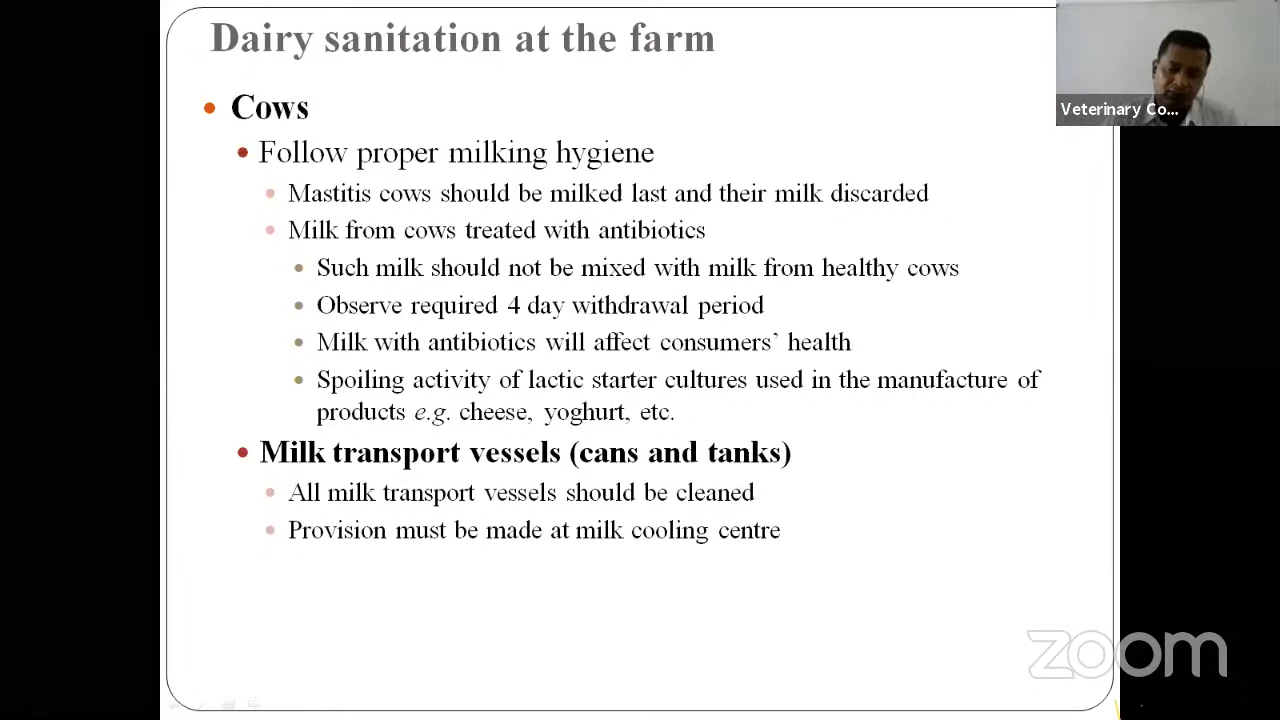 Dairy sanitation at the farm
Veterinary Co...
Cows
Follow proper milking hygiene
Mastitis cows should be milked last and their milk discarded
Milk from cows treated with antibiotics
Such milk should not be mixed with milk from healthy cows
Observe required 4 day withdrawal period
Milk with antibiotics will affect consumers’ health
Spoiling activity of lactic starter cultures used in the manufacture of
products e.g. cheese, yoghurt, etc.
Milk transport vessels (cans and tanks)
All milk transport vessels should be cleaned
Provision must be made at milk cooling centre
zoom